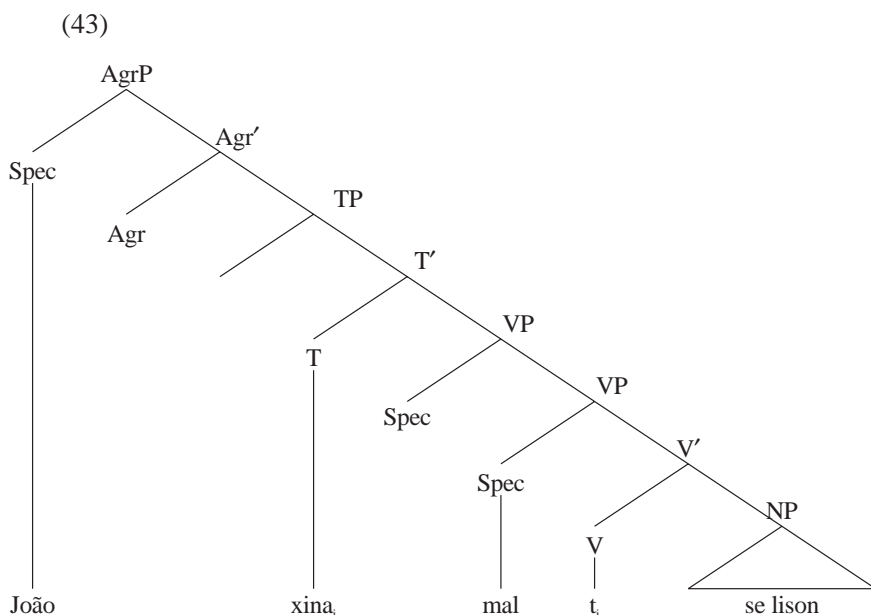 (43)
AgrP
Spec Agr′
Agr TP
T′
T VP
Spec VP
Spec V′
V NP
João xinaᵢ mal tᵢ se lison